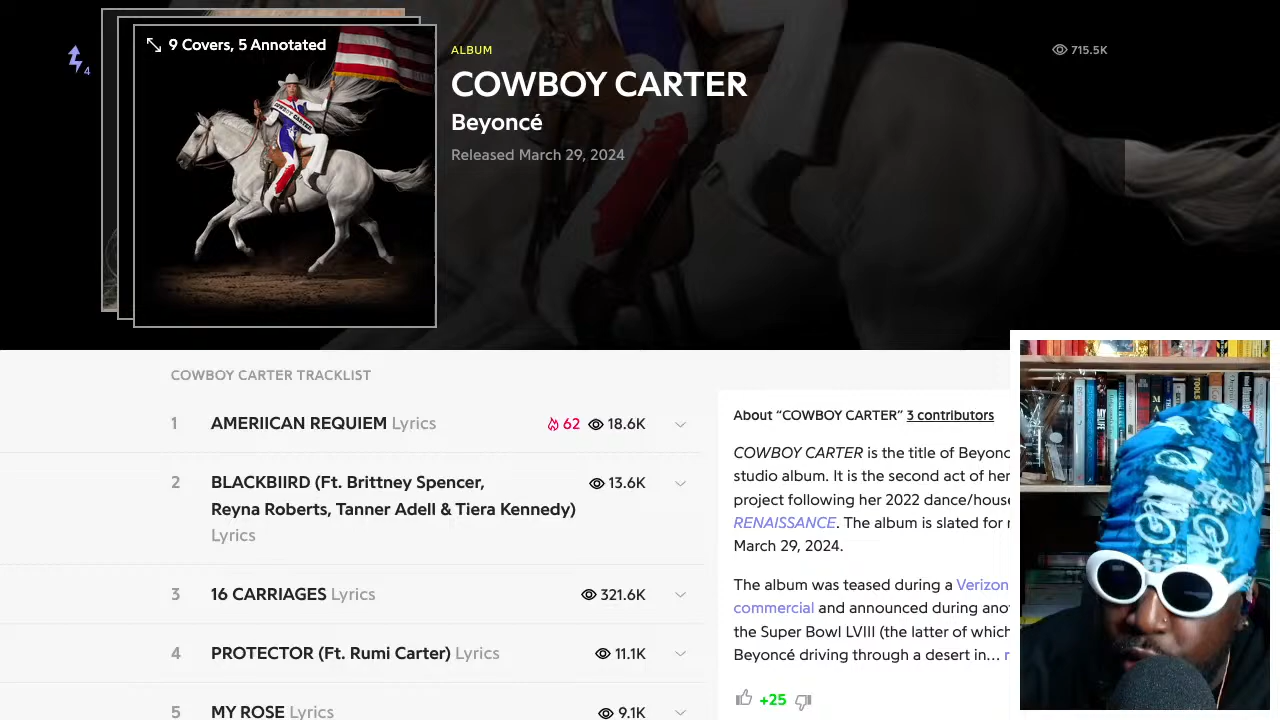 9 Covers, 5 Annotated
4
ALBUM
715.5K
COWBOY CARTER
Beyoncé
Released March 29, 2024
COWBOY CARTER
COWBOY CARTER TRACKLIST
1 AMERIICAN REQUIEM Lyrics 62 18.6K
2 BLACKBIIRD (Ft. Brittney Spencer, 13.6K
Reyna Roberts, Tanner Adell & Tiera Kennedy)
Lyrics
3 16 CARRIAGES Lyrics 321.6K
4 PROTECTOR (Ft. Rumi Carter) Lyrics 11.1K
5 MY ROSE Lyrics 9.1K
About “COWBOY CARTER” 3 contributors
COWBOY CARTER is the title of Beyonc
studio album. It is the second act of her
project following her 2022 dance/house
RENAISSANCE. The album is slated for
March 29, 2024.
The album was teased during a Verizon
commercial and announced during ano
the Super Bowl LVIII (the latter of which
Beyoncé driving through a desert in...
+25